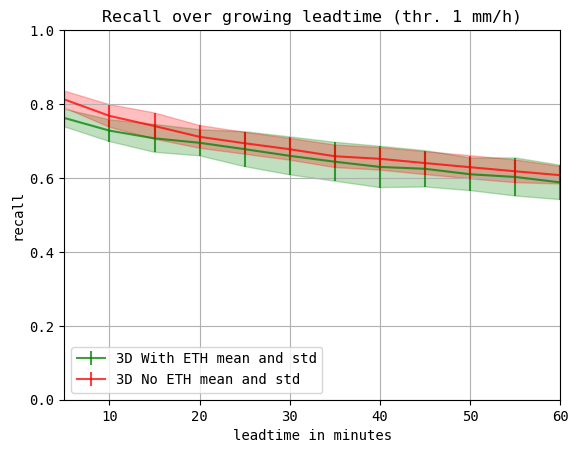 Recall over growing leadtime (thr. 1 mm/h)
1.0
0.8
0.6
0.4
0.2
0.0
recall
3D With ETH mean and std
3D No ETH mean and std
10 20 30 40 50 60
leadtime in minutes